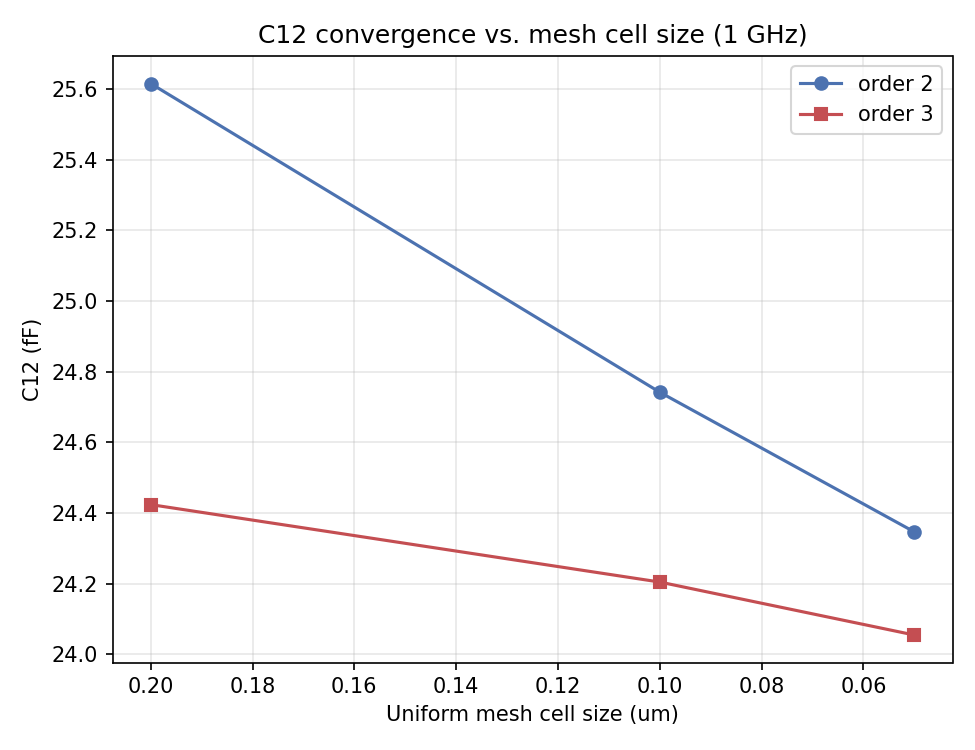 C12 convergence vs. mesh cell size (1 GHz)
order 2
order 3
25.6
25.4
25.2
25.0
24.8
24.6
24.4
24.2
24.0
C12 (fF)
0.20 0.18 0.16 0.14 0.12 0.10 0.08 0.06
Uniform mesh cell size (um)